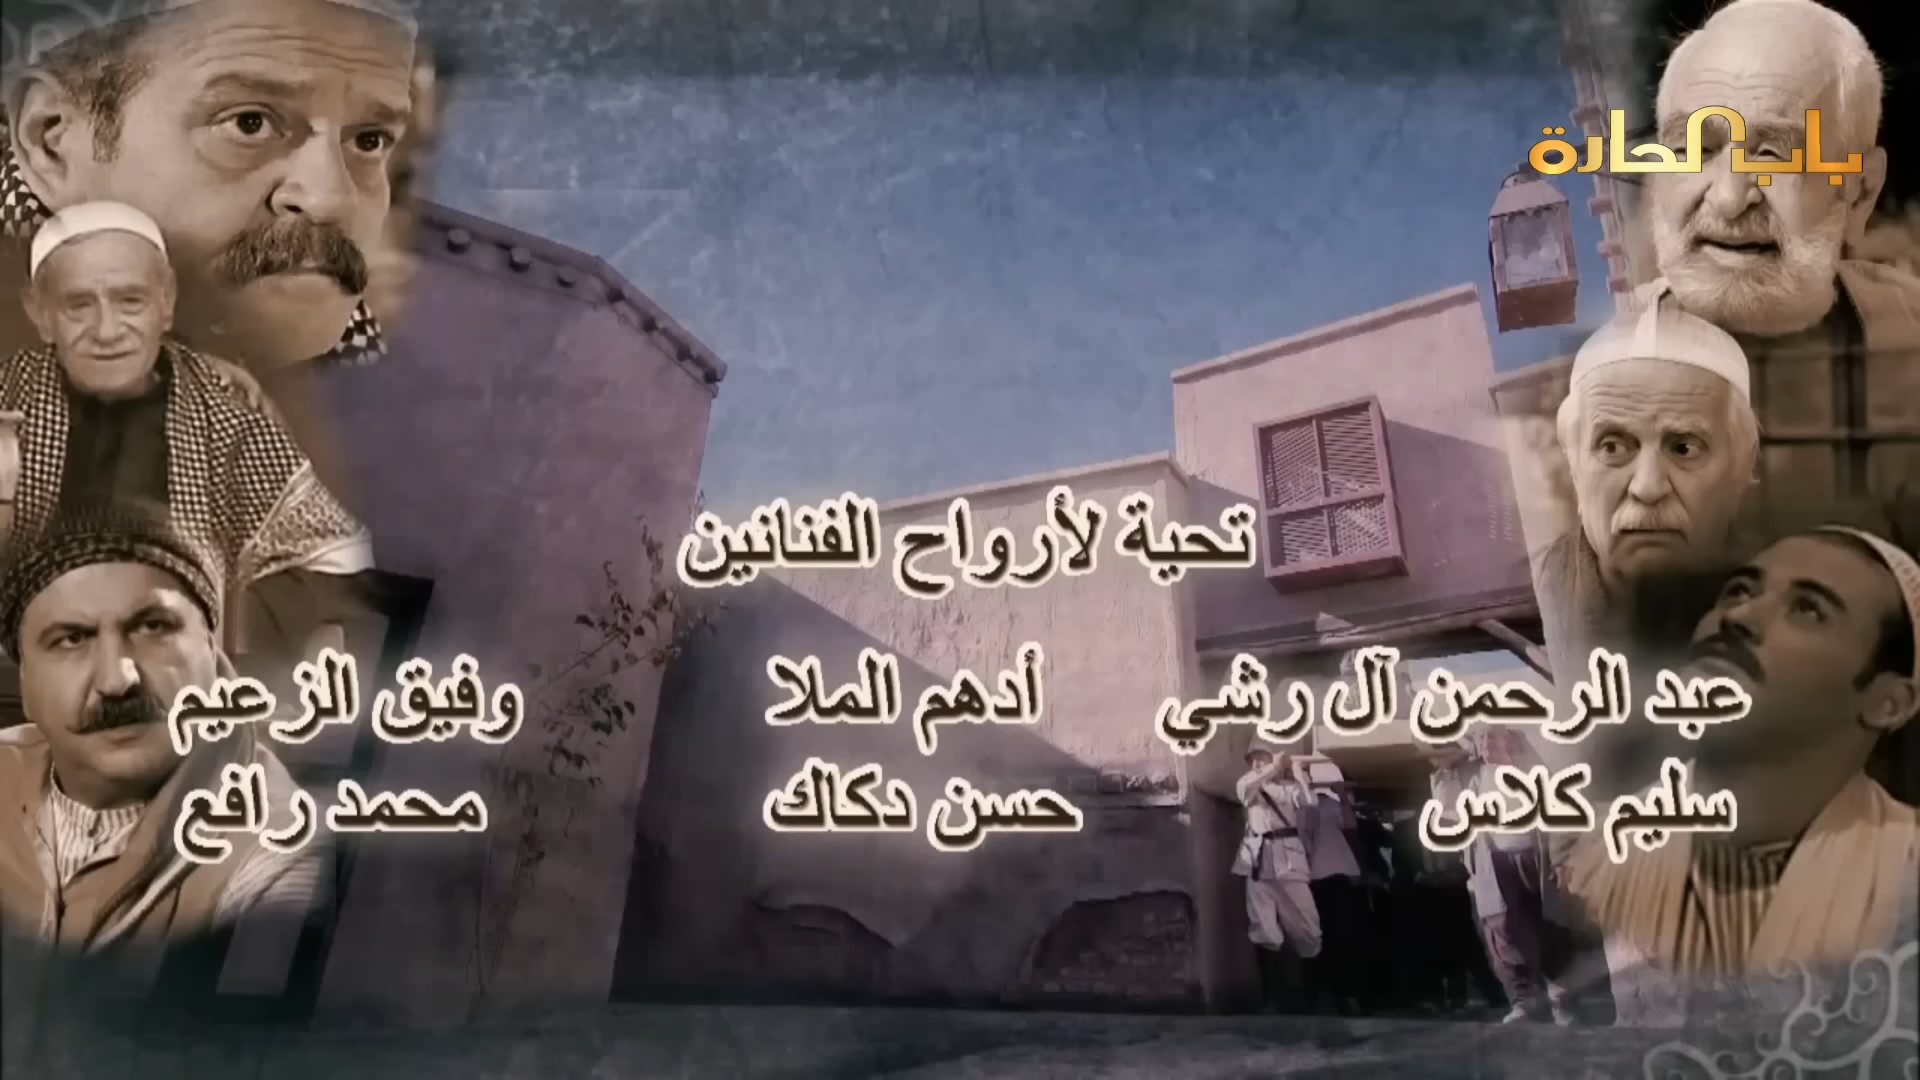 باب الحارة
تحية لأرواح الفنانين
عبد الرحمن آل رشي أدهم الملا وفيق الزعيم
سليم كلاس حسن دكاك محمد رافع